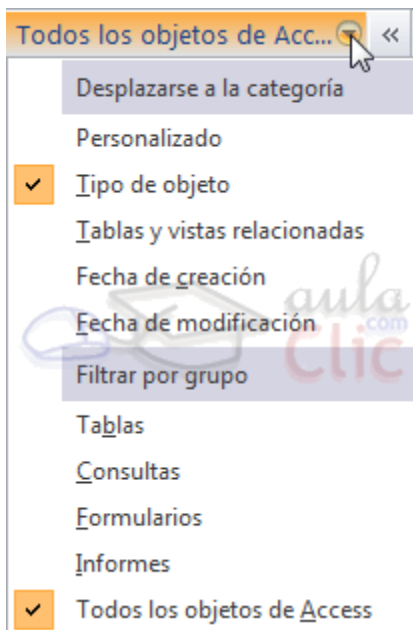 Todos los objetos de Acc... «
Desplazarse a la categoría
Personalizado
Tipo de objeto
Tablas y vistas relacionadas
Fecha de creación
Fecha de modificación
aula
Clic
.com
Filtrar por grupo
Tablas
Consultas
Formularios
Informes
Todos los objetos de Access